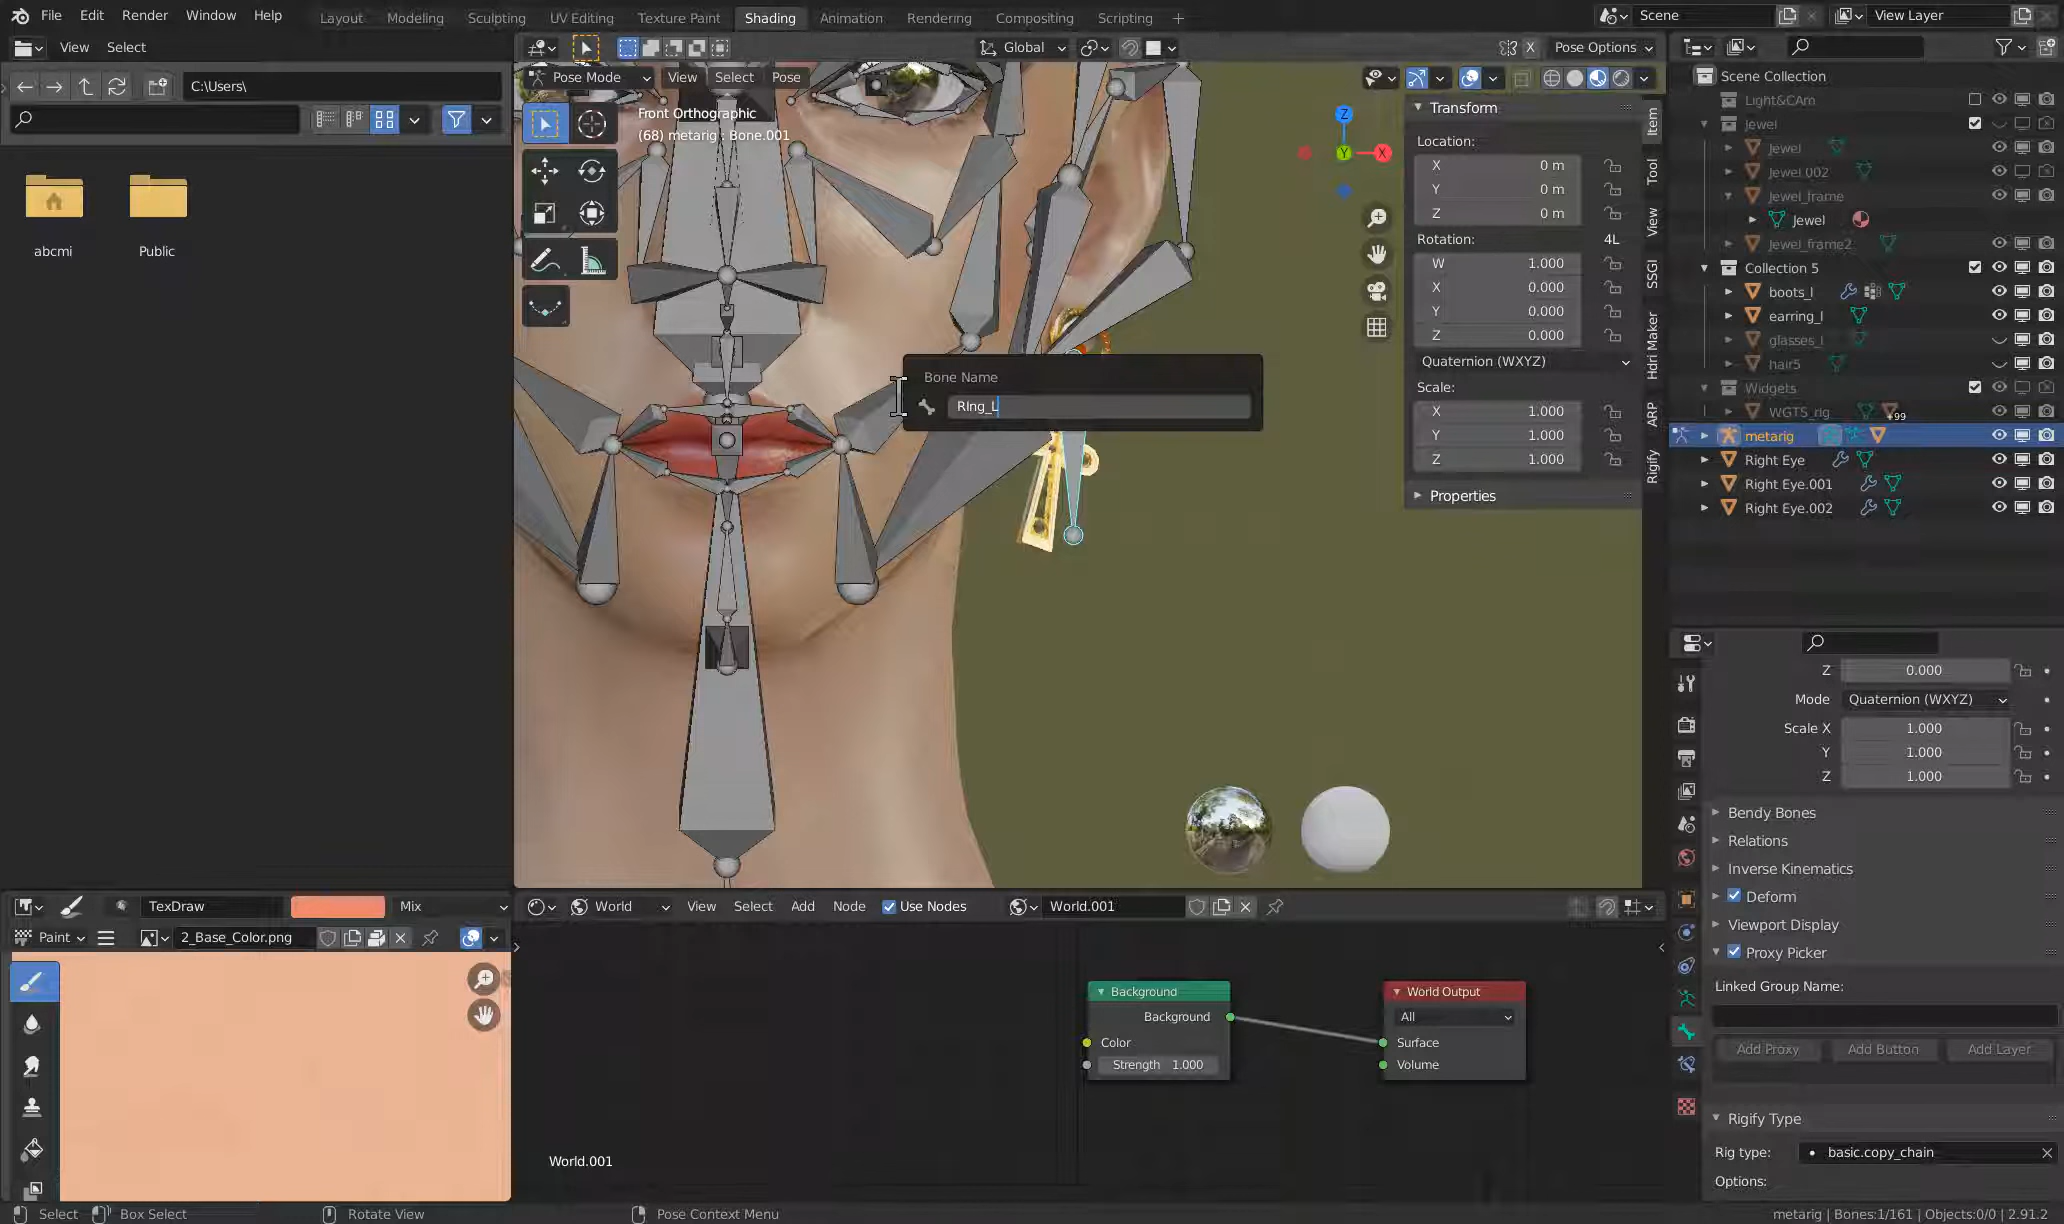 File Edit Render Window Help
Layout Modeling Sculpting UV Editing Texture Paint Shading Animation Rendering Compositing Scripting +
Scene
View Layer
View Select
C:\Users\
abcmi
Public
Global
X
Pose Options
Pose Mode View Select Pose
Front Orthographic
(68) metarig : Bone.001
Z
Y
X
Transform
Location:
X 0 m
Y 0 m
Z 0 m
Rotation: 4L
W 1.000
X 0.000
Y 0.000
Z 0.000
Quaternion (WXYZ)
Scale:
X 1.000
Y 1.000
Z 1.000
Properties
Item
Tool
View
SSGI
Hdri Maker
ARP
Rigify
Bone Name
RIng_L
Scene Collection
Light&CAm
Jewel
Jewel
Jewel.002
Jewel_frame
Jewel
Jewel_frame2
Collection 5
boots_l
earring_l
glasses_l
hair5
Widgets
WGTS_rig
+99
metarig
Right Eye
Right Eye.001
Right Eye.002
Z 0.000
Mode Quaternion (WXYZ)
Scale X 1.000
Y 1.000
Z 1.000
Bendy Bones
Relations
Inverse Kinematics
Deform
Viewport Display
Proxy Picker
Linked Group Name:
Add Proxy Add Button Add Layer
Rigify Type
Rig type: basic.copy_chain
Options:
TexDraw Mix
Paint 2_Base_Color.png
World View Select Add Node Use Nodes World.001
Background
Background
Color
Strength 1.000
World Output
All
Surface
Volume
World.001
Select Box Select Rotate View Pose Context Menu
metarig | Bones:1/161 | Objects:0/0 | 2.91.2